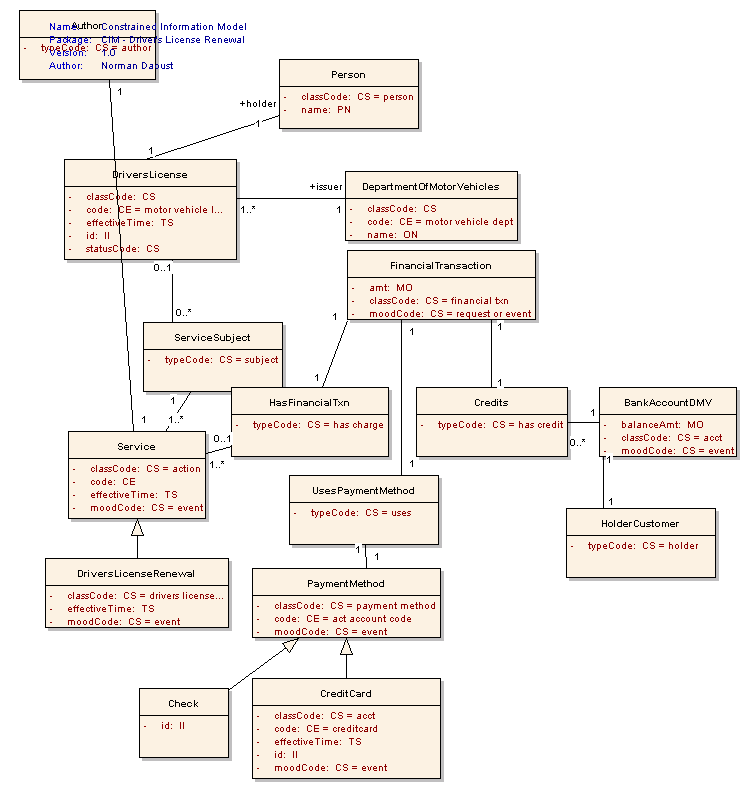 Author
Name: Constrained Information Model
Package: CIM - Drivers License Renewal
- typeCode: CS = author
Version: 1.0
Author: Norman Daoust
1
Person
- classCode: CS = person
- name: PN
+holder
1
1
DriversLicense
- classCode: CS
- code: CE = motor vehicle l...
- effectiveTime: TS
- id: II
- statusCode: CS
+issuer
1..*
1
DepartmentOfMotorVehicles
- classCode: CS
- code: CE = motor vehicle dept
- name: ON
0..1
0..*
FinancialTransaction
- amt: MO
- classCode: CS = financial txn
- moodCode: CS = request or event
1
1
1
ServiceSubject
- typeCode: CS = subject
1
1
1
HasFinancialTxn
- typeCode: CS = has charge
Credits
- typeCode: CS = has credit
BankAccountDMV
- balanceAmt: MO
- classCode: CS = acct
- moodCode: CS = event
1
0..*
1
1
1..*
0..1
1..*
1
Service
- classCode: CS = action
- code: CE
- effectiveTime: TS
- moodCode: CS = event
1
UsesPaymentMethod
- typeCode: CS = uses
1
HolderCustomer
- typeCode: CS = holder
1
1
DriversLicenseRenewal
- classCode: CS = drivers license...
- effectiveTime: TS
- moodCode: CS = event
PaymentMethod
- classCode: CS = payment method
- code: CE = act account code
- moodCode: CS = event
Check
- id: II
CreditCard
- classCode: CS = acct
- code: CE = creditcard
- effectiveTime: TS
- id: II
- moodCode: CS = event